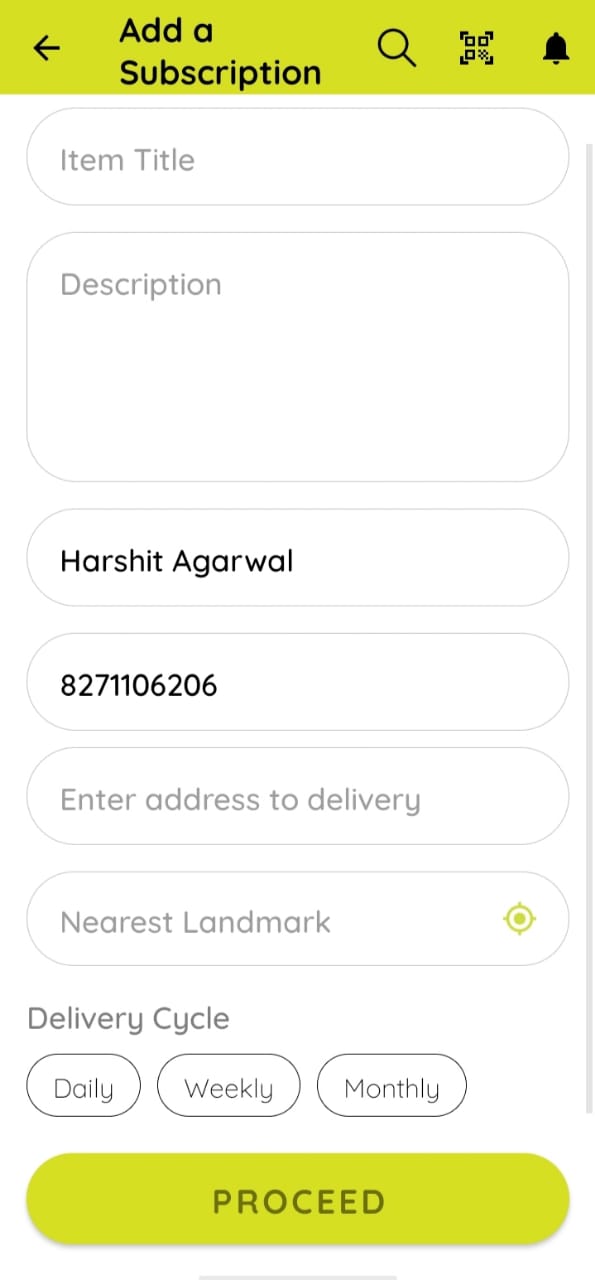 Add a
Subscription
Item Title
Description
Harshit Agarwal
8271106206
Enter address to delivery
Nearest Landmark
Delivery Cycle
Daily Weekly Monthly
PROCEED